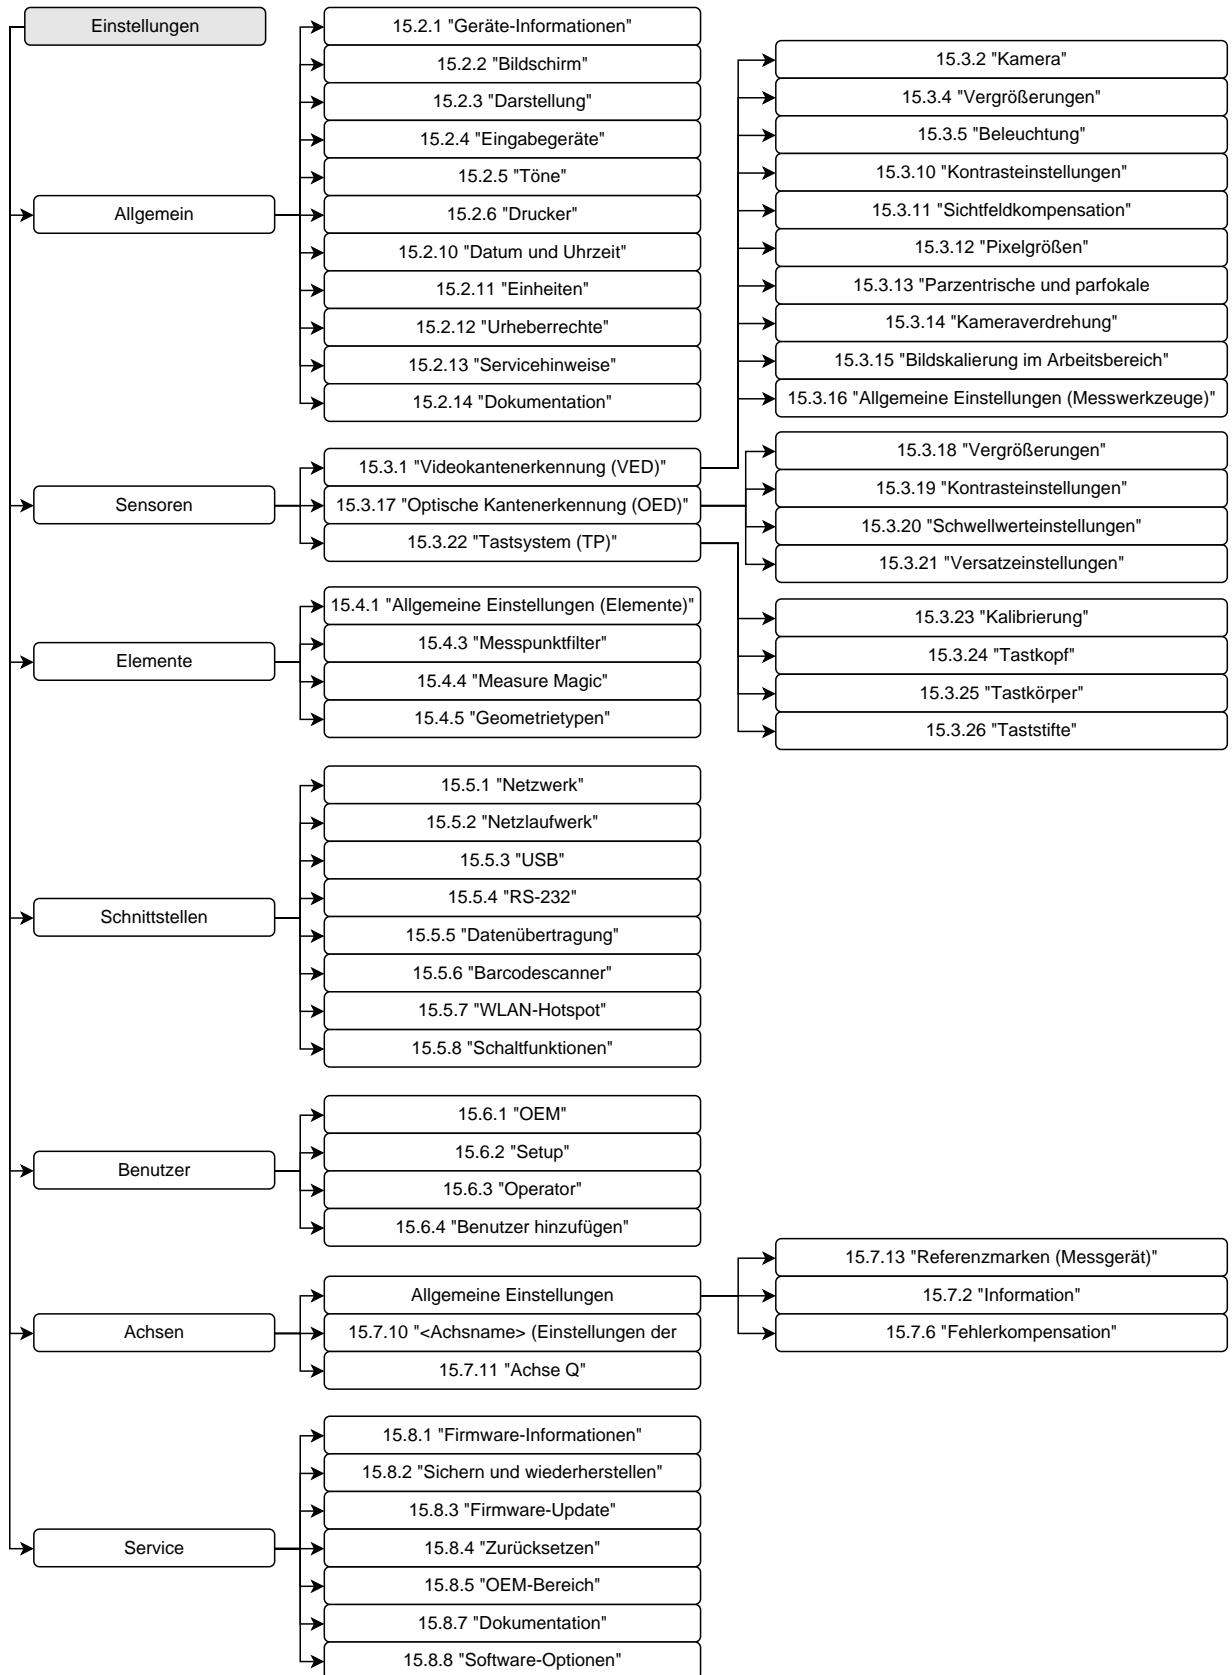 Einstellungen
Allgemein
15.2.1 "Geräte-Informationen"
15.2.2 "Bildschirm"
15.2.3 "Darstellung"
15.2.4 "Eingabegeräte"
15.2.5 "Töne"
15.2.6 "Drucker"
15.2.10 "Datum und Uhrzeit"
15.2.11 "Einheiten"
15.2.12 "Urheberrechte"
15.2.13 "Servicehinweise"
15.2.14 "Dokumentation"
Sensoren
15.3.1 "Videokantenerkennung (VED)"
15.3.2 "Kamera"
15.3.4 "Vergrößerungen"
15.3.5 "Beleuchtung"
15.3.10 "Kontrasteinstellungen"
15.3.11 "Sichtfeldkompensation"
15.3.12 "Pixelgrößen"
15.3.13 "Parzentrische und parfokale
15.3.14 "Kameraverdrehung"
15.3.15 "Bildskalierung im Arbeitsbereich"
15.3.16 "Allgemeine Einstellungen (Messwerkzeuge)"
15.3.17 "Optische Kantenerkennung (OED)"
15.3.18 "Vergrößerungen"
15.3.19 "Kontrasteinstellungen"
15.3.20 "Schwellwerteinstellungen"
15.3.21 "Versatzeinstellungen"
15.3.22 "Tastsystem (TP)"
15.3.23 "Kalibrierung"
15.3.24 "Tastkopf"
15.3.25 "Tastkörper"
15.3.26 "Taststifte"
Elemente
15.4.1 "Allgemeine Einstellungen (Elemente)"
15.4.3 "Messpunktfilter"
15.4.4 "Measure Magic"
15.4.5 "Geometrietypen"
Schnittstellen
15.5.1 "Netzwerk"
15.5.2 "Netzlaufwerk"
15.5.3 "USB"
15.5.4 "RS-232"
15.5.5 "Datenübertragung"
15.5.6 "Barcodescanner"
15.5.7 "WLAN-Hotspot"
15.5.8 "Schaltfunktionen"
Benutzer
15.6.1 "OEM"
15.6.2 "Setup"
15.6.3 "Operator"
15.6.4 "Benutzer hinzufügen"
Achsen
Allgemeine Einstellungen
15.7.13 "Referenzmarken (Messgerät)"
15.7.2 "Information"
15.7.6 "Fehlerkompensation"
15.7.10 "<Achsname> (Einstellungen der
15.7.11 "Achse Q"
Service
15.8.1 "Firmware-Informationen"
15.8.2 "Sichern und wiederherstellen"
15.8.3 "Firmware-Update"
15.8.4 "Zurücksetzen"
15.8.5 "OEM-Bereich"
15.8.7 "Dokumentation"
15.8.8 "Software-Optionen"